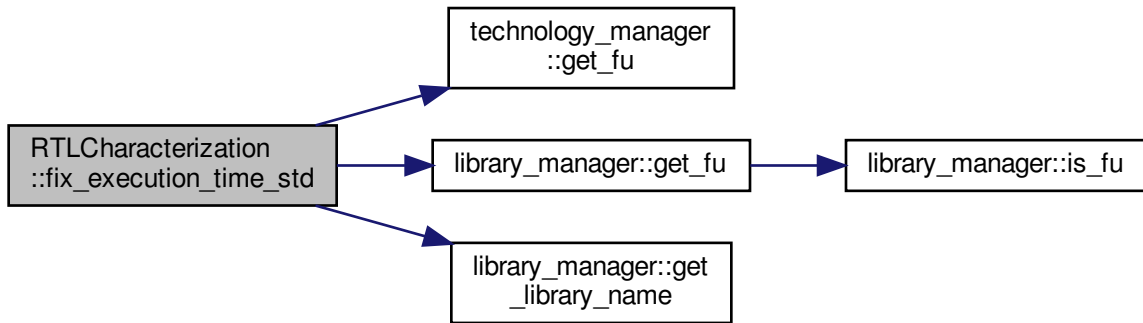 technology_manager
::get_fu
RTLCharacterization
::fix_execution_time_std
library_manager::get_fu
library_manager::is_fu
library_manager::get
_library_name